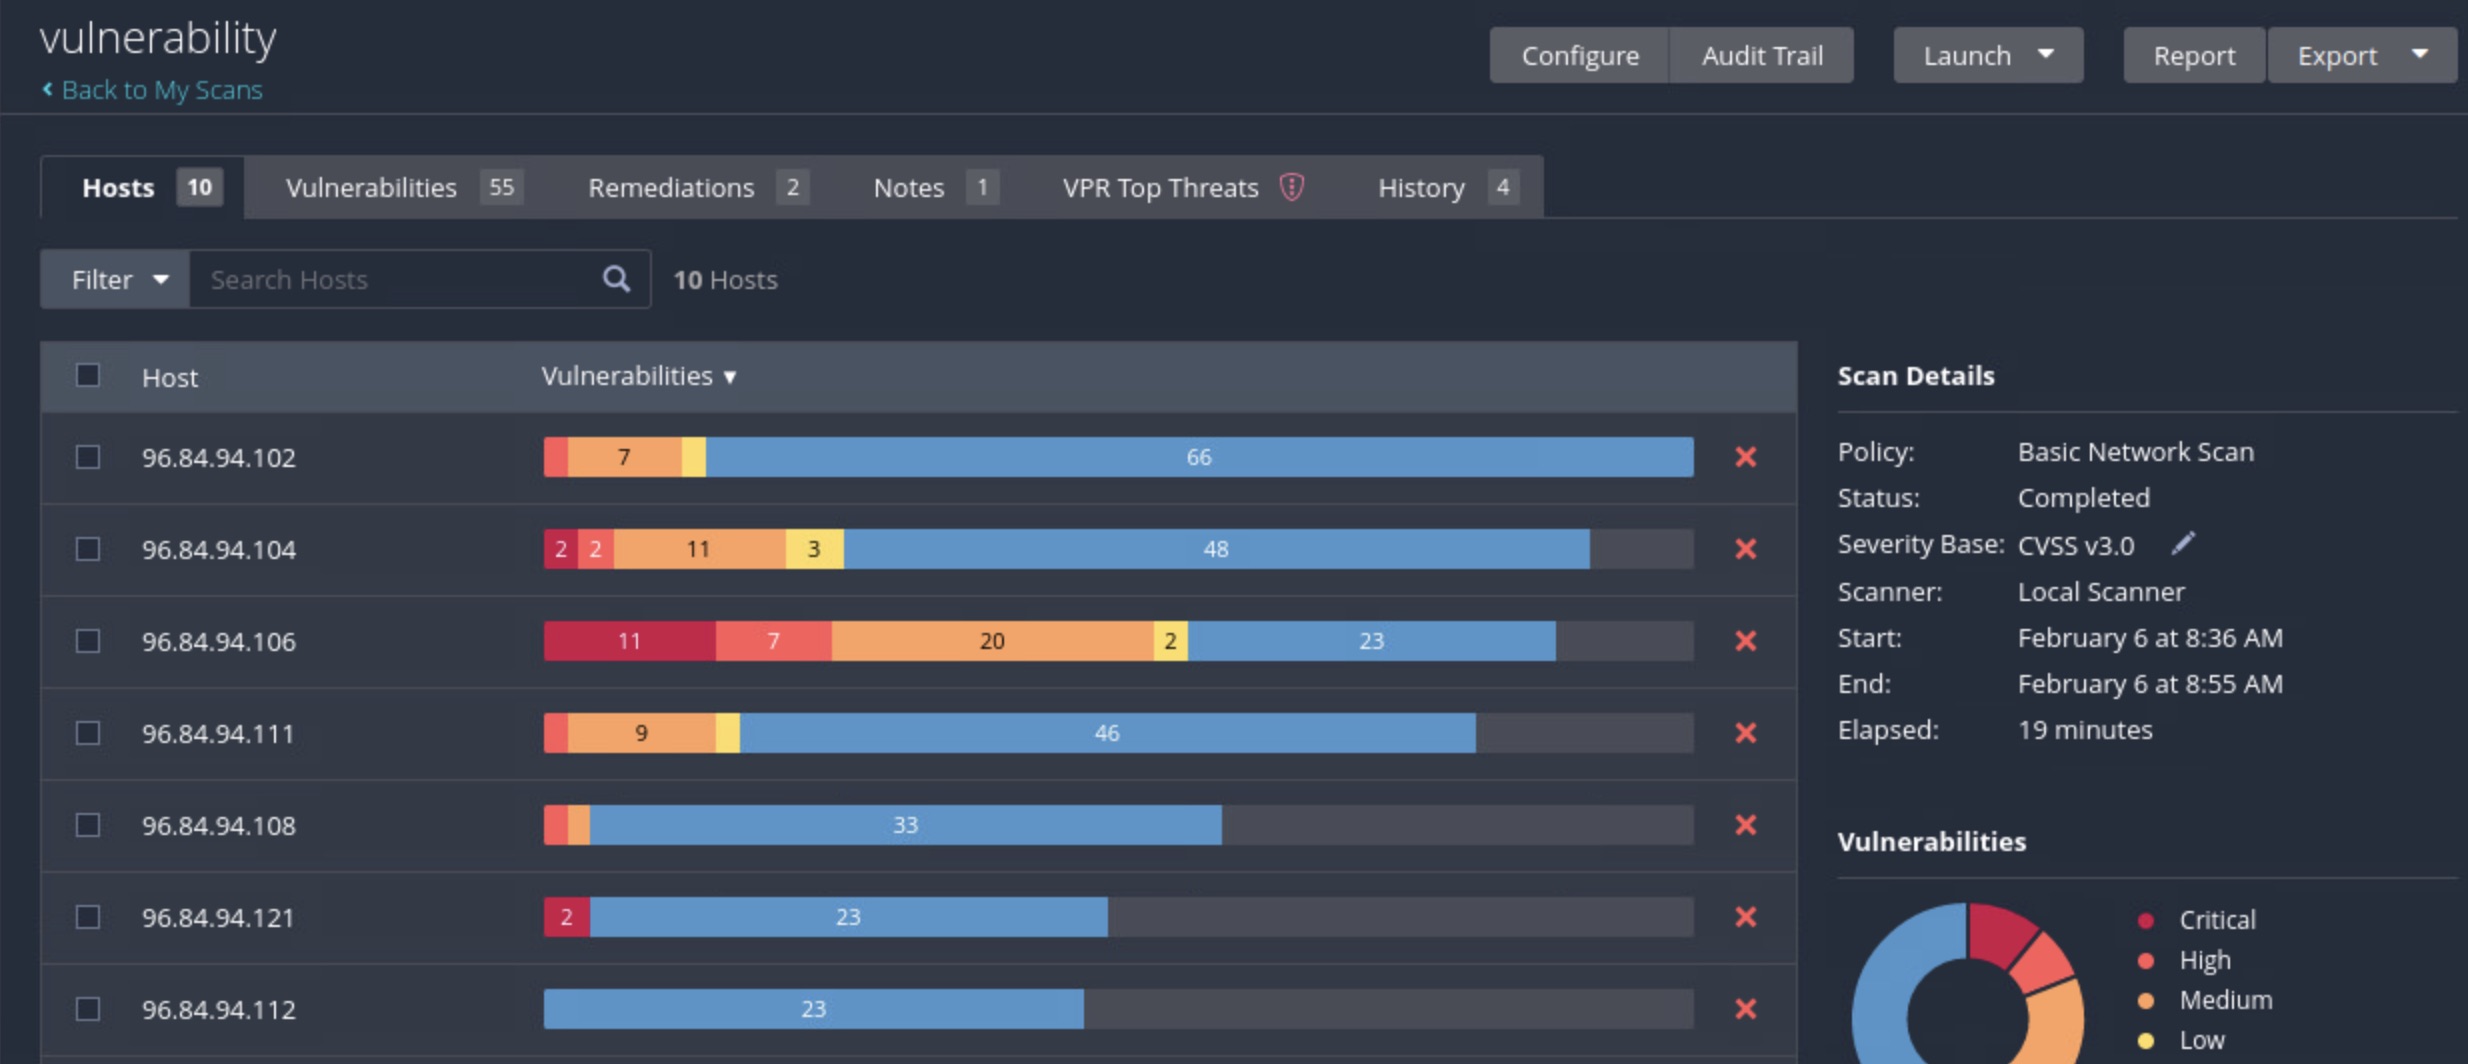 vulnerability
Back to My Scans
Configure Audit Trail Launch Report Export
Hosts 10 Vulnerabilities 55 Remediations 2 Notes 1 VPR Top Threats History 4
Filter Search Hosts 10 Hosts
Host Vulnerabilities
96.84.94.102 7 66
96.84.94.104 2 2 11 3 48
96.84.94.106 11 7 20 2 23
96.84.94.111 9 46
96.84.94.108 33
96.84.94.121 2 23
96.84.94.112 23
Scan Details
Policy: Basic Network Scan
Status: Completed
Severity Base: CVSS v3.0
Scanner: Local Scanner
Start: February 6 at 8:36 AM
End: February 6 at 8:55 AM
Elapsed: 19 minutes
Vulnerabilities
Critical
High
Medium
Low